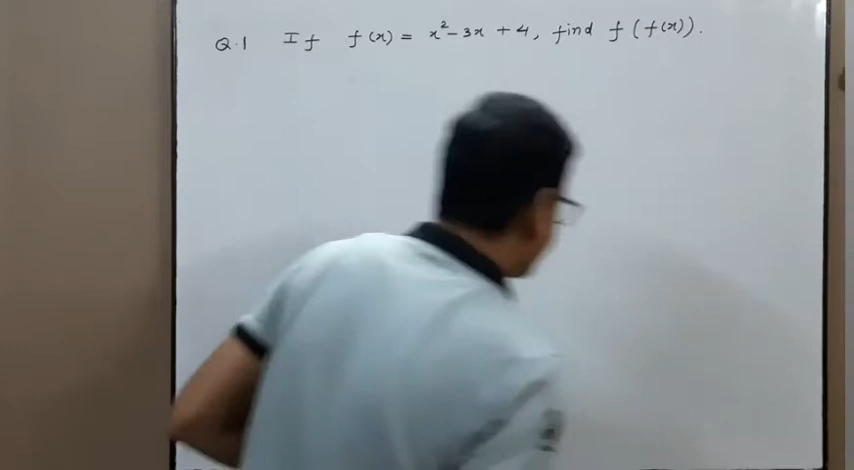 Q.1 If f(x) = x² - 3x + 4, find f(f(x)).